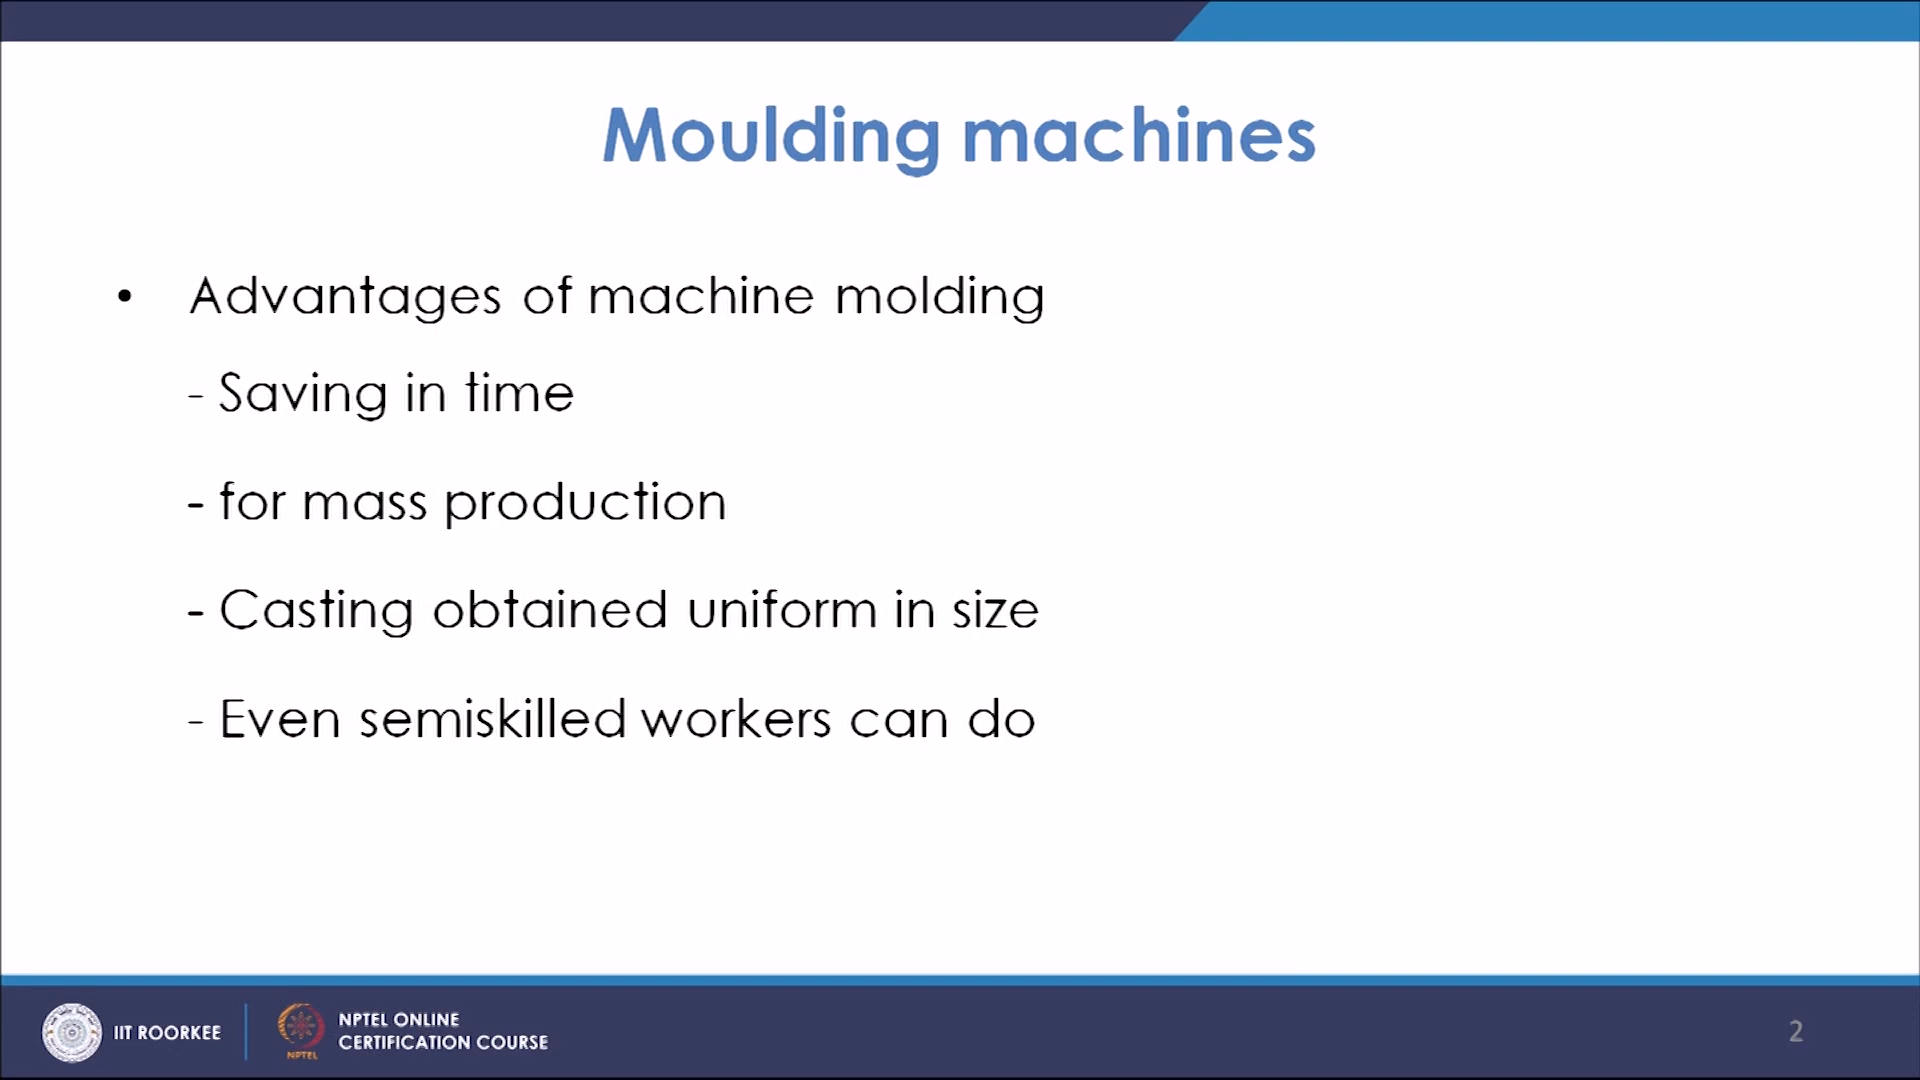 Moulding machines
• Advantages of machine molding
- Saving in time
- for mass production
- Casting obtained uniform in size
- Even semiskilled workers can do
IIT ROORKEE
NPTEL
NPTEL ONLINE
CERTIFICATION COURSE
2